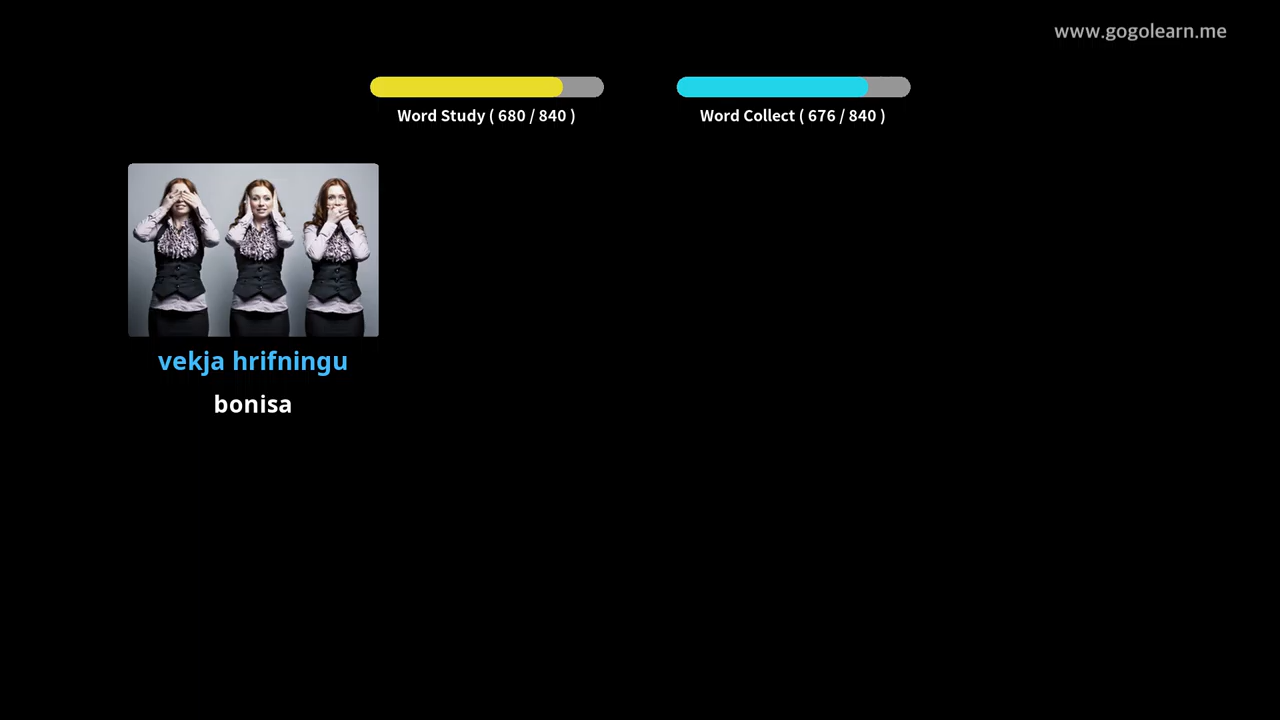 www.gogolearn.me
Word Study ( 680 / 840 )
Word Collect ( 676 / 840 )
vekja hrifningu
bonisa